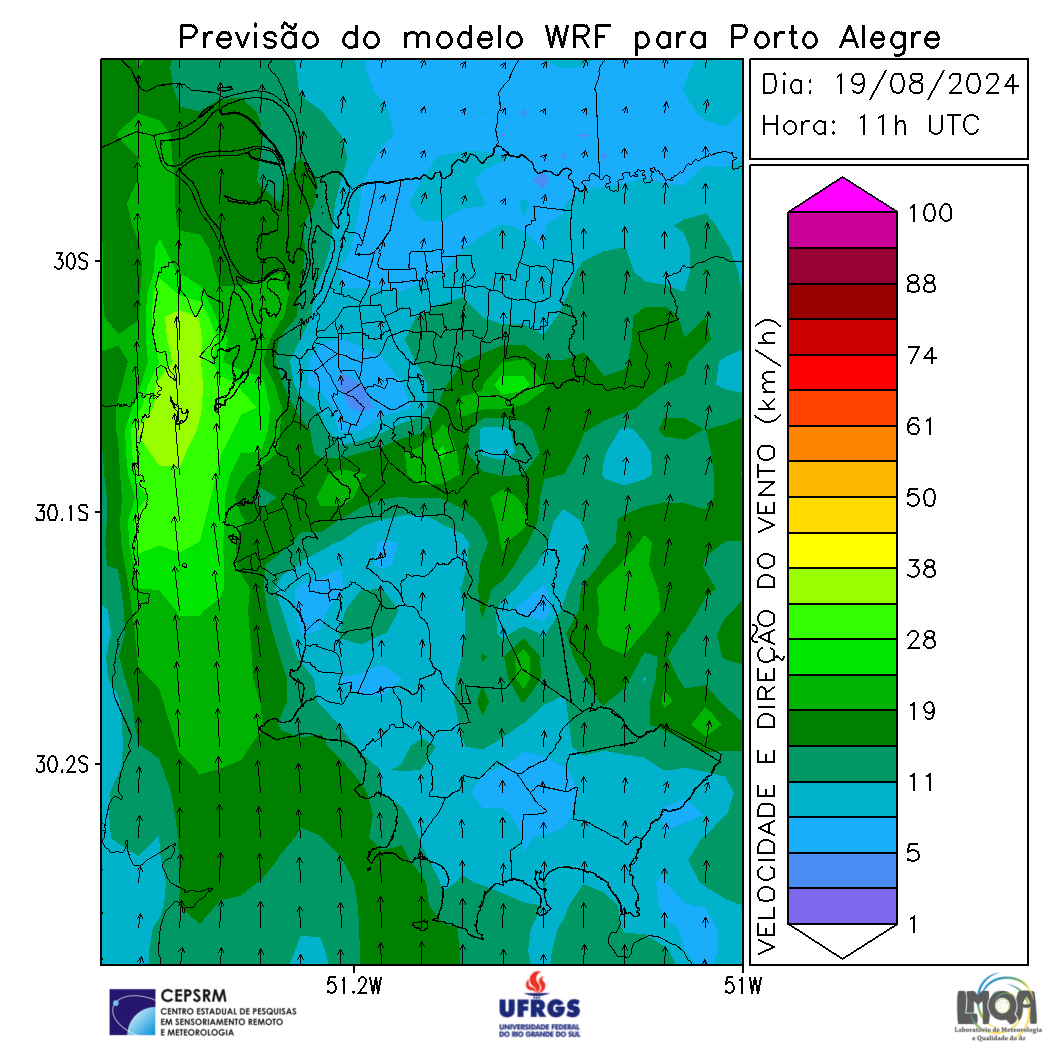 Previsão do modelo WRF para Porto Alegre
Dia: 19/08/2024
Hora: 11h UTC
30S
30.1S
30.2S
51.2W
51W
VELOCIDADE E DIREÇÃO DO VENTO (km/h)
100
88
74
61
50
38
28
19
11
5
1
CEPSRM
CENTRO ESTADUAL DE PESQUISAS
EM SENSORIAMENTO REMOTO
E METEOROLOGIA
UFRGS
UNIVERSIDADE FEDERAL
DO RIO GRANDE DO SUL
LMQA
Laboratório de Meteorologia
e Qualidade do Ar